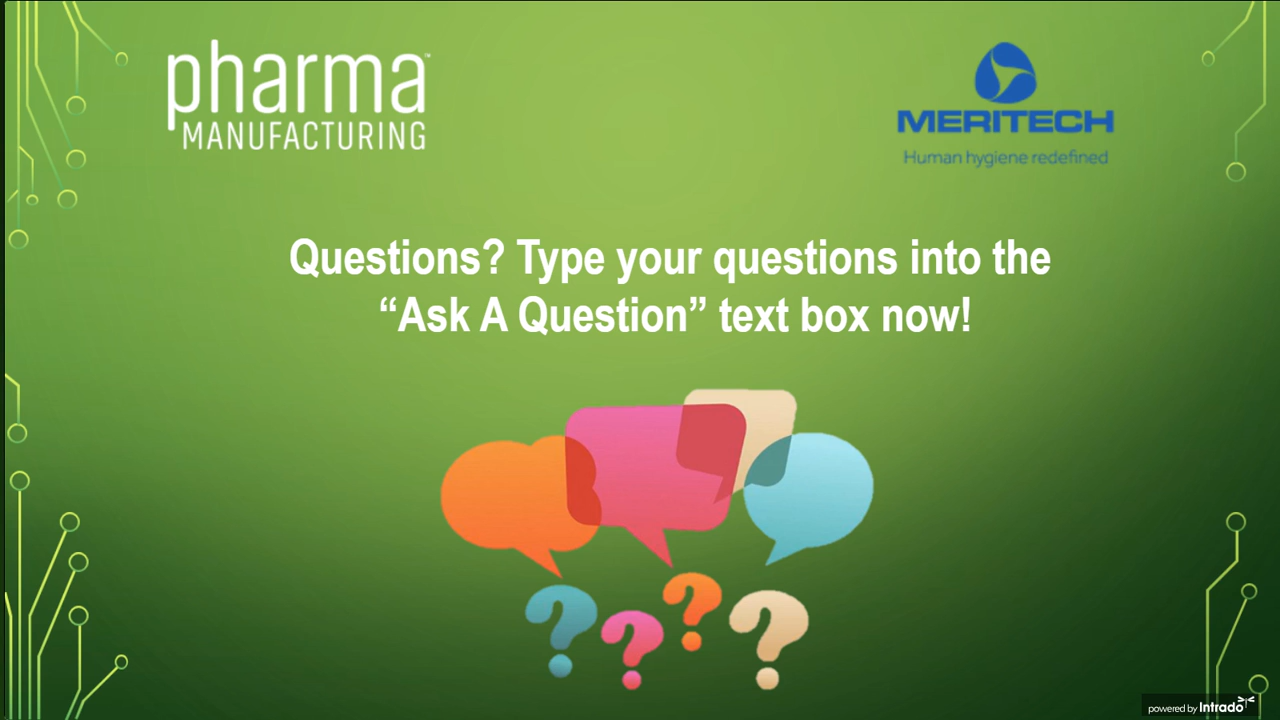 pharma™
MANUFACTURING
MERITECH
Human hygiene redefined
Questions? Type your questions into the
“Ask A Question” text box now!
? ? ? ?
powered by Intrado